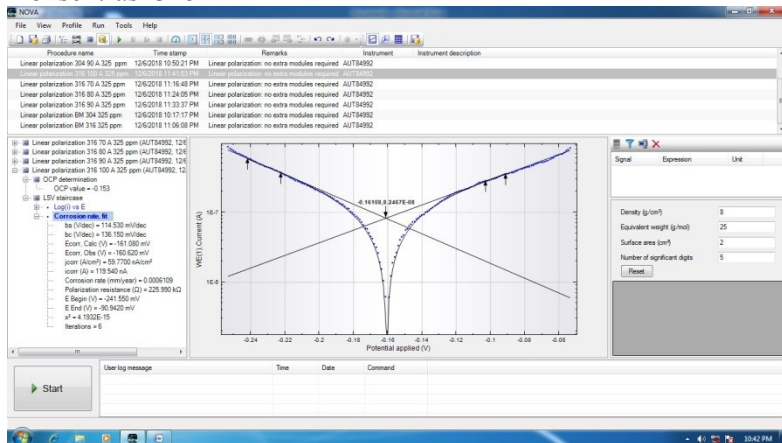 NOVA
File View Profile Run Tools Help
Procedure name Time stamp Remarks Instrument Instrument description
Linear polarization 304 90 A 325 ppm 12/6/2018 10:50:21 PM Linear polarization: no extra modules required AUT84992
Linear polarization 316 100 A 325 ppm 12/6/2018 11:41:53 PM Linear polarization: no extra modules required AUT84992
Linear polarization 316 70 A 325 ppm 12/6/2018 11:16:48 PM Linear polarization: no extra modules required AUT84992
Linear polarization 316 80 A 325 ppm 12/6/2018 11:24:05 PM Linear polarization: no extra modules required AUT84992
Linear polarization 316 90 A 325 ppm 12/6/2018 11:33:37 PM Linear polarization: no extra modules required AUT84992
Linear polarization BM 304 325 ppm 12/6/2018 10:17:17 PM Linear polarization: no extra modules required AUT84992
Linear polarization BM 316 325 ppm 12/6/2018 11:06:08 PM Linear polarization: no extra modules required AUT84992
Linear polarization 316 70 A 325 ppm (AUT84992, 12/6
Linear polarization 316 80 A 325 ppm (AUT84992, 12/6
Linear polarization 316 90 A 325 ppm (AUT84992, 12/6
Linear polarization 316 100 A 325 ppm (AUT84992, 12
OCP determination
OCP value = -0.153
LSV staircase
Log(i) vs E
Corrosion rate, fit
ba (V/dec) = 114.530 mV/dec
bc (V/dec) = 136.150 mV/dec
Ecorr, Calc (V) = -161.080 mV
Ecorr, Obs (V) = -160.620 mV
jcorr (A/cm²) = 59.7700 nA/cm²
icorr (A) = 119.540 nA
Corrosion rate (mm/year) = 0.0006109
Polarization resistance (Ω) = 225.990 kΩ
E Begin (V) = -241.550 mV
E End (V) = -90.9420 mV
χ² = 4.1932E-15
Iterations = 6
WE(1).Current (A)
1E-7
1E-8
-0.16108,8.2467E-08
-0.24 -0.22 -0.2 -0.18 -0.16 -0.14 -0.12 -0.1 -0.08 -0.06
Potential applied (V)
Signal Expression Unit
Density (g/cm³) 8
Equivalent weight (g/mol) 25
Surface area (cm²) 2
Number of significant digits 5
Reset
Start
User log message Time Date Command
10:42 PM